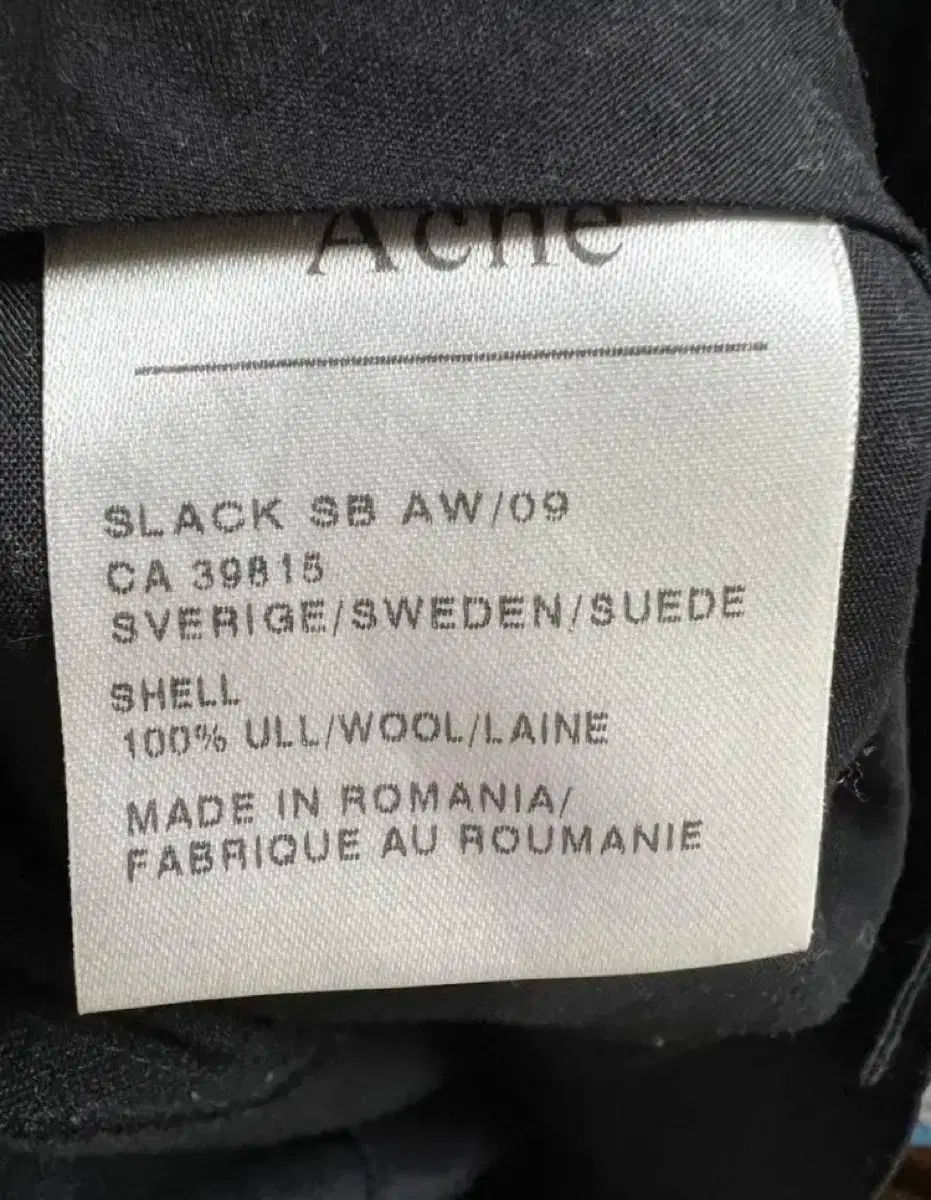 Acne
SLACK SB AW/09
CA 39815
SVERIGE/SWEDEN/SUEDE
SHELL
100% ULL/WOOL/LAINE
MADE IN ROMANIA/
FABRIQUE AU ROUMANIE